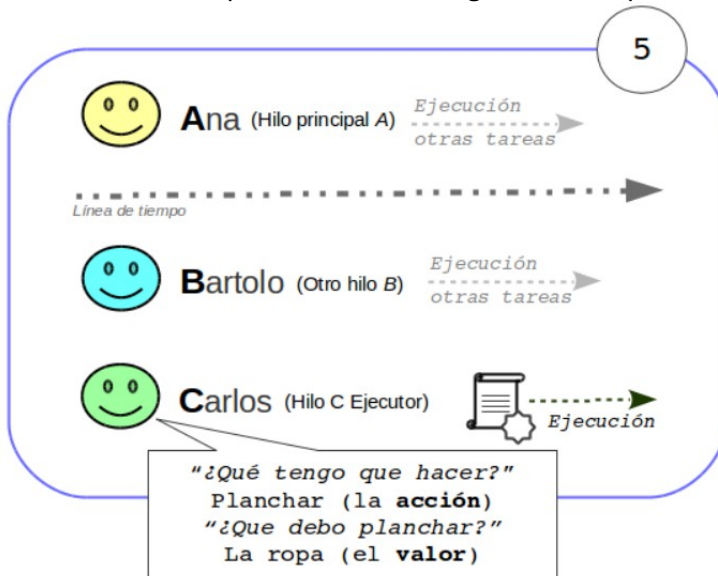 5
Ana (Hilo principal A)
Ejecución
otras tareas
Línea de tiempo
Bartolo (Otro hilo B)
Ejecución
otras tareas
Carlos (Hilo C Ejecutor)
Ejecución
“¿Qué tengo que hacer?”
Planchar (la acción)
“¿Que debo planchar?”
La ropa (el valor)